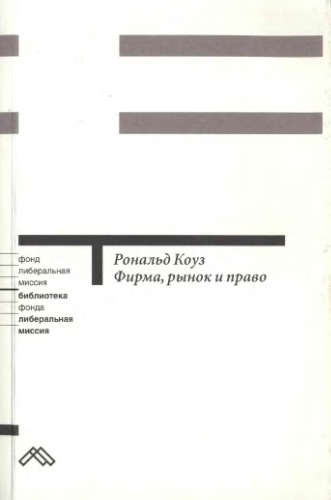 Рональд Коуз
Фирма, рынок и право
фонд
либеральная
миссия
библиотека
фонда
либеральная
миссия